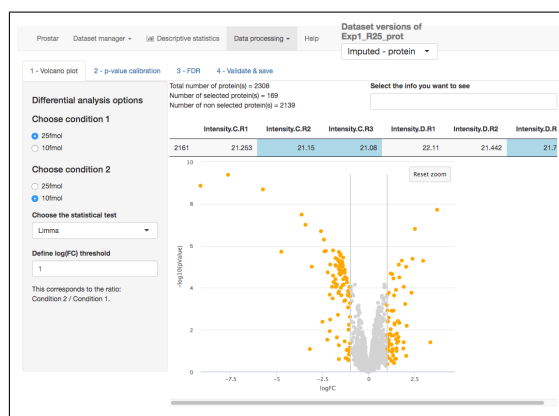 Dataset versions of
Prostar Dataset manager Descriptive statistics Data processing Help Exp1_R25_prot
Imputed - protein
1 - Volcano plot 2 - p-value calibration 3 - FDR 4 - Validate & save
Total number of protein(s) = 2308
Number of selected protein(s) = 169
Number of non selected protein(s) = 2139
Select the info you want to see
Differential analysis options
Choose condition 1
25fmol
10fmol
Choose condition 2
25fmol
10fmol
Choose the statistical test
Limma
Define log(FC) threshold
1
This corresponds to the ratio:
Condition 2 / Condition 1.
Intensity.C.R1 Intensity.C.R2 Intensity.C.R3 Intensity.D.R1 Intensity.D.R2 Intensity.D.R
2161 21.253 21.15 21.08 22.11 21.442 21.7
Reset zoom
10
8
6
4
2
0
-log10(pValue)
-7.5 -5 -2.5 0 2.5
logFC